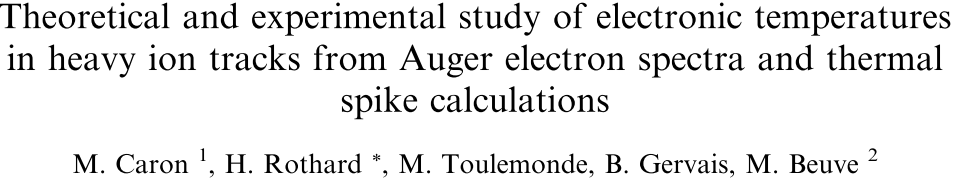 Theoretical and experimental study of electronic temperatures
in heavy ion tracks from Auger electron spectra and thermal
spike calculations
M. Caron 1, H. Rothard *, M. Toulemonde, B. Gervais, M. Beuve 2